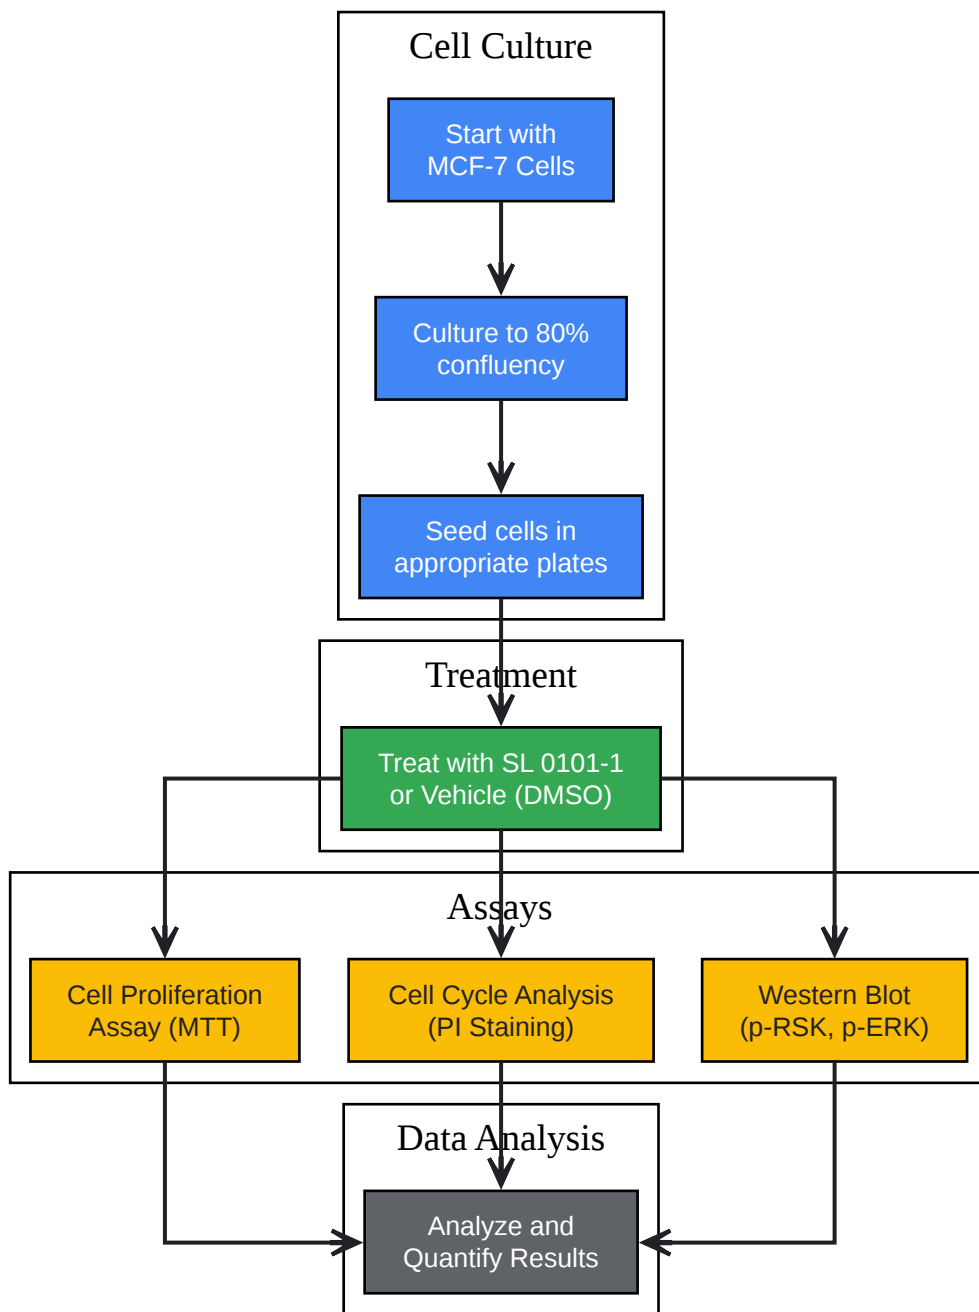 Cell Culture
Start with
MCF-7 Cells
Culture to 80%
confluency
Seed cells in
appropriate plates
Treatment
Treat with SL 0101-1
or Vehicle (DMSO)
Assays
Cell Proliferation
Assay (MTT)
Cell Cycle Analysis
(PI Staining)
Western Blot
(p-RSK, p-ERK)
Data Analysis
Analyze and
Quantify Results